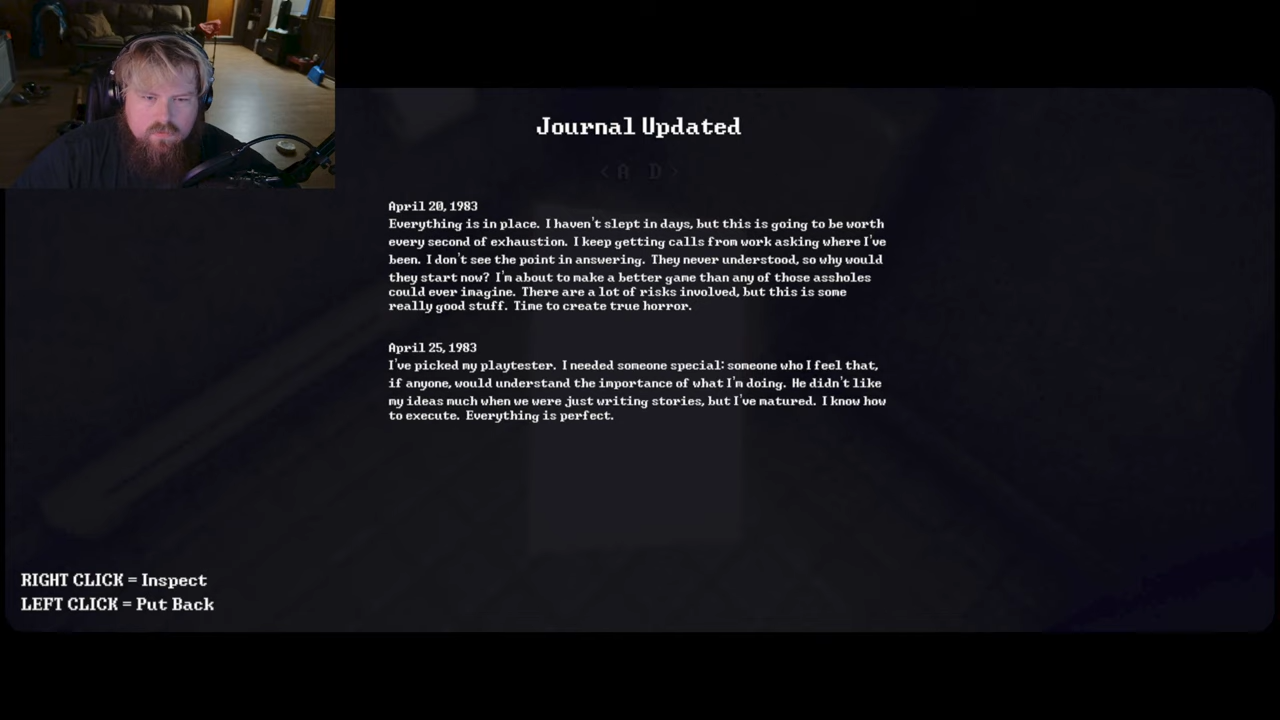 Journal Updated
< A D >
April 20, 1983
Everything is in place. I haven't slept in days, but this is going to be worth
every second of exhaustion. I keep getting calls from work asking where I've
been. I don't see the point in answering. They never understood, so why would
they start now? I'm about to make a better game than any of those assholes
could ever imagine. There are a lot of risks involved, but this is some
really good stuff. Time to create true horror.
April 25, 1983
I've picked my playtester. I needed someone special: someone who I feel that,
if anyone, would understand the importance of what I'm doing. He didn't like
my ideas much when we were just writing stories, but I've matured. I know how
to execute. Everything is perfect.
RIGHT CLICK = Inspect
LEFT CLICK = Put Back